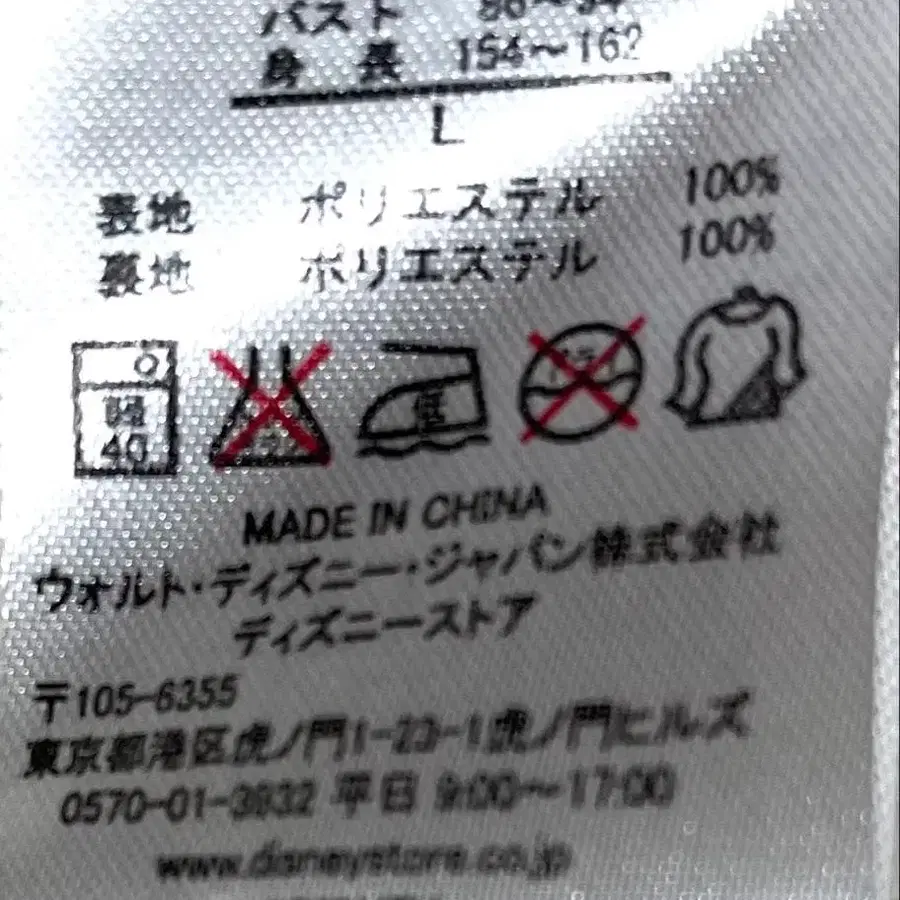 バスト
身 長 154～162
L
表地 ポリエステル 100%
裏地 ポリエステル 100%
弱 40 低
MADE IN CHINA
ウォルト・ディズニー・ジャパン株式会社
ディズニーストア
〒105-6355
東京都港区虎ノ門1-23-1虎ノ門ヒルズ
0570-01-3932 平日 9:00～17:00
www.disneystore.co.jp